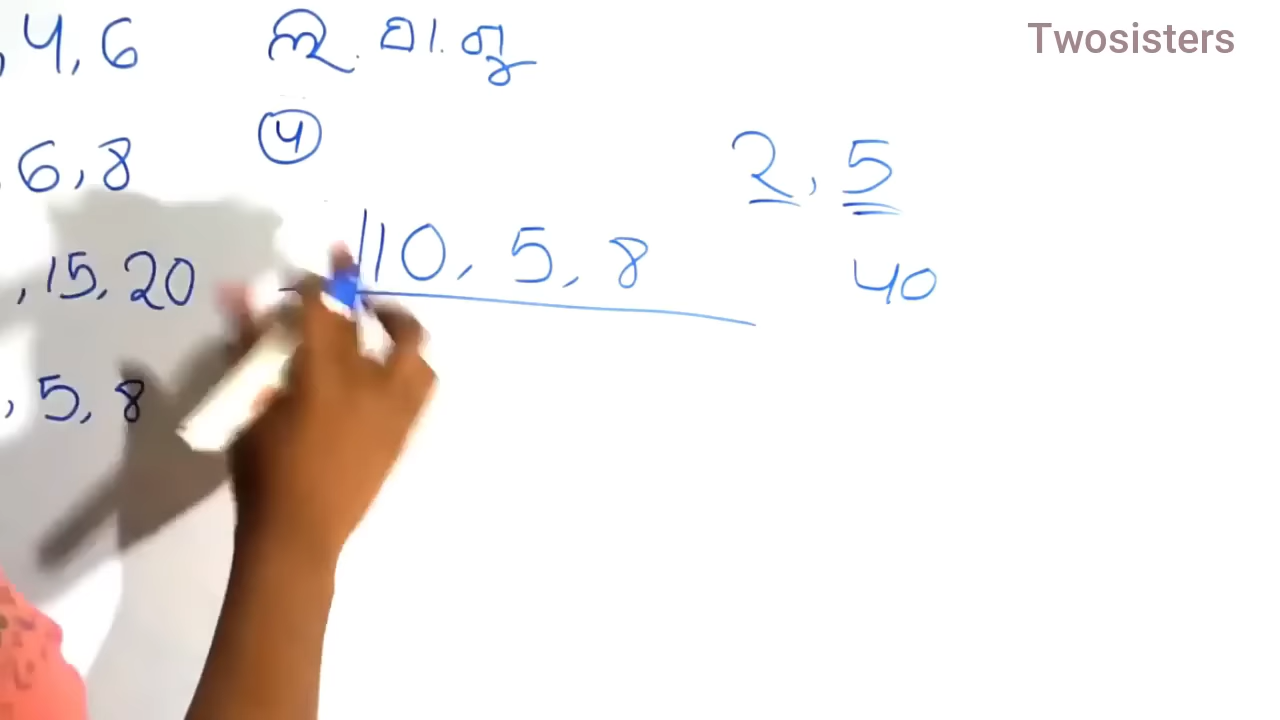 Twosisters
, 4, 6 ଲ. ସା. ଗୁ
4
6, 8
2, 5
, 15, 20
10, 5, 8
40
, 5, 8